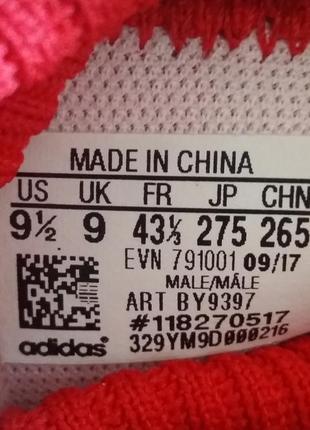 MADE IN CHINA
US UK FR JP CHN
9½ 9 43⅓ 275 265
EVN 791001 09/17
MALE/MÂLE
ART BY9397
#118270517
adidas® 329YM9D000216